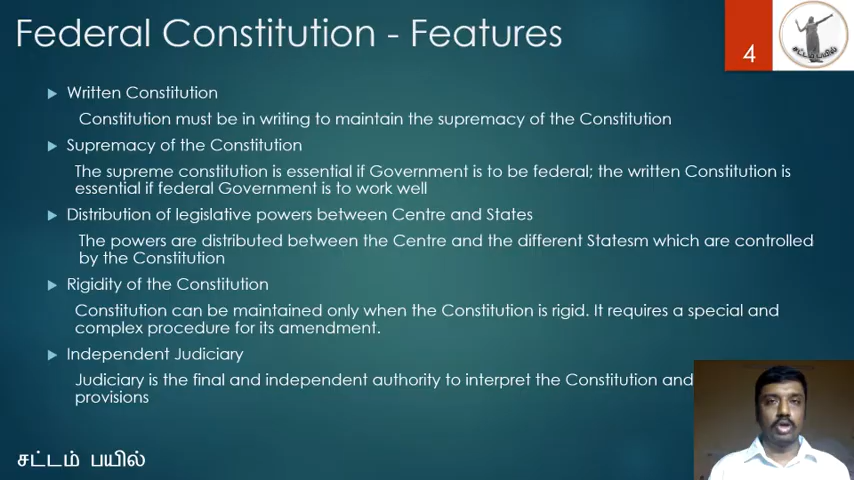 Federal Constitution - Features
4
சட்டம் பயில்
Written Constitution
Constitution must be in writing to maintain the supremacy of the Constitution
Supremacy of the Constitution
The supreme constitution is essential if Government is to be federal; the written Constitution is
essential if federal Government is to work well
Distribution of legislative powers between Centre and States
The powers are distributed between the Centre and the different Statesm which are controlled
by the Constitution
Rigidity of the Constitution
Constitution can be maintained only when the Constitution is rigid. It requires a special and
complex procedure for its amendment.
Independent Judiciary
Judiciary is the final and independent authority to interpret the Constitution and
provisions
சட்டம் பயில்